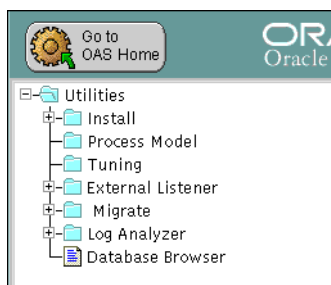 Go to
OAS Home
ORA
Oracle
Utilities
Install
Process Model
Tuning
External Listener
Migrate
Log Analyzer
Database Browser